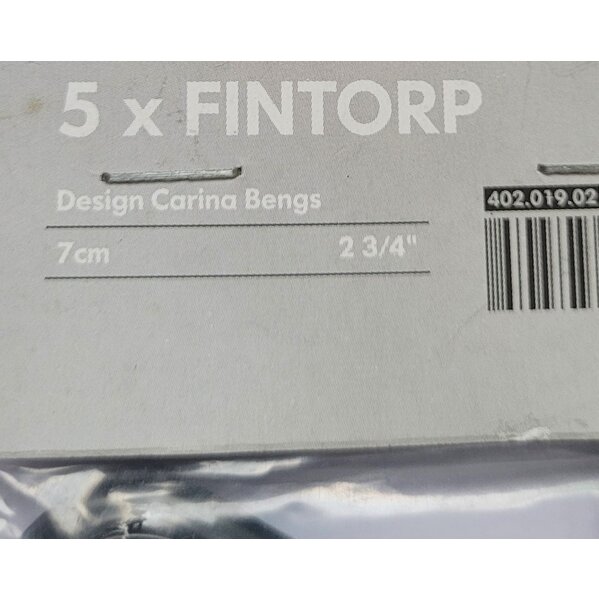 5 x FINTORP
Design Carina Bengs
402.019.02
7cm 2 3/4"